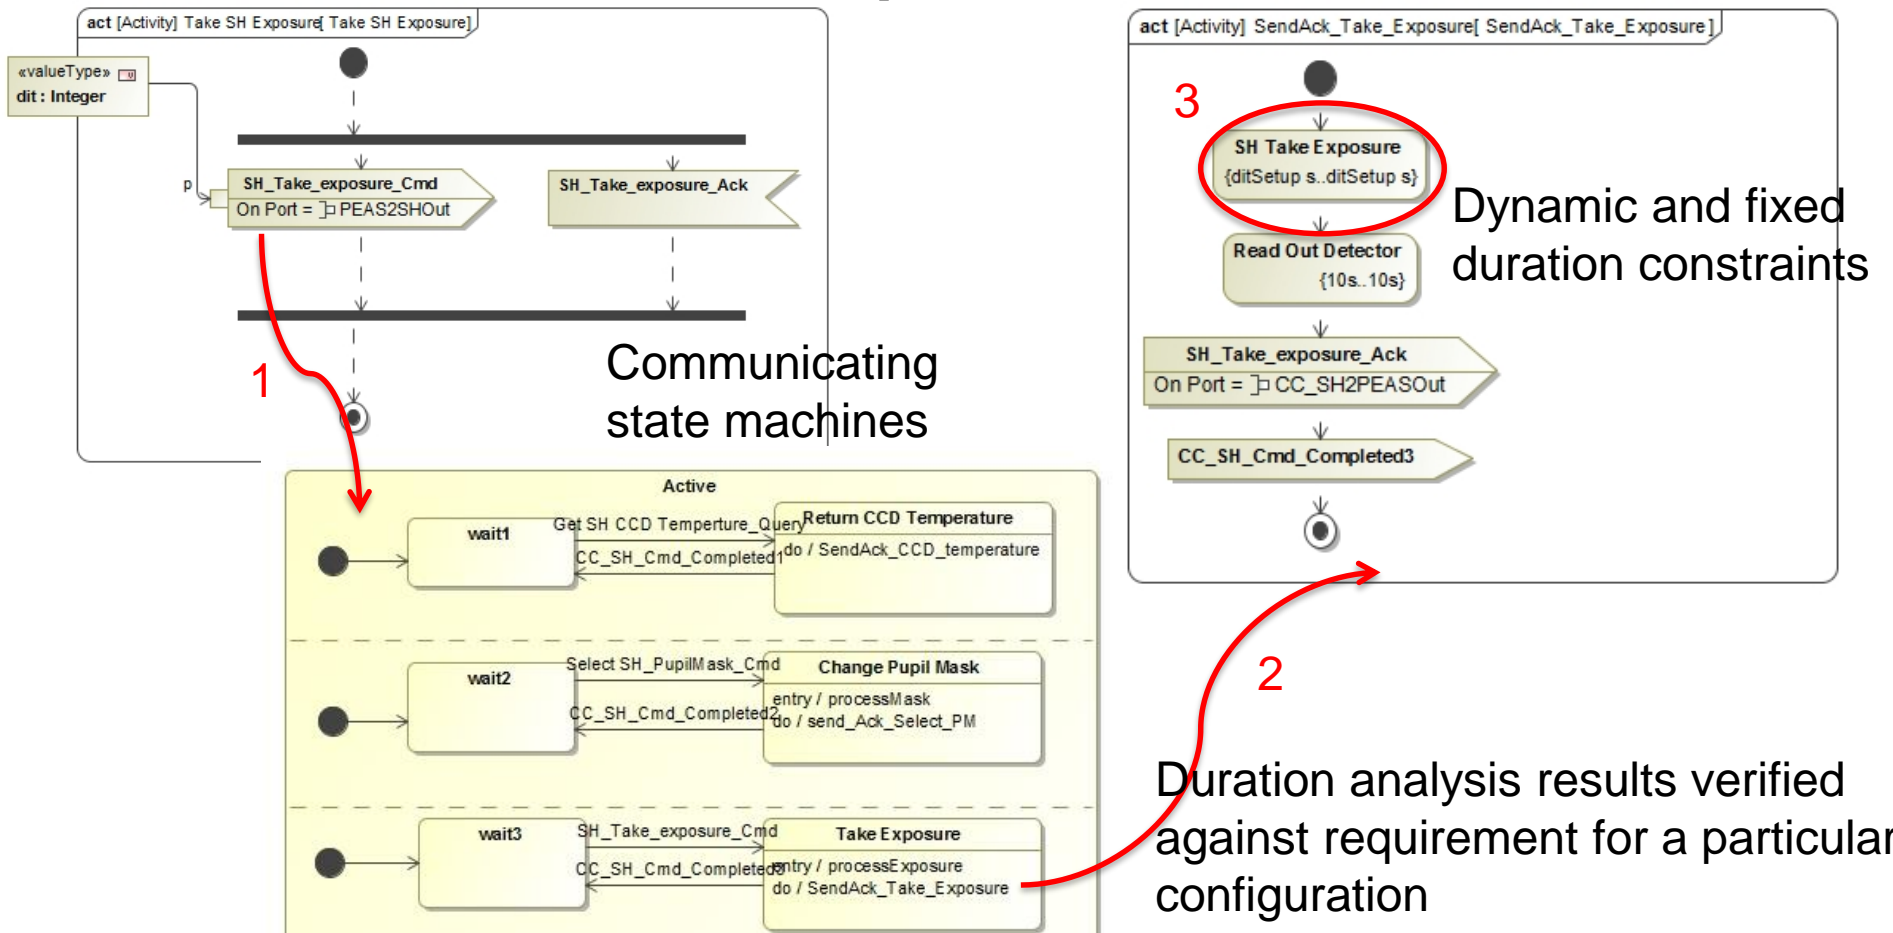 act [Activity] Take SH Exposure[ Take SH Exposure]
«valueType»
dit : Integer
p
SH_Take_exposure_Cmd
On Port = PEAS2SHOut
SH_Take_exposure_Ack
1
Communicating
state machines
act [Activity] SendAck_Take_Exposure[ SendAck_Take_Exposure]
3
SH Take Exposure
{ditSetup s..ditSetup s}
Dynamic and fixed
duration constraints
Read Out Detector
{10s..10s}
SH_Take_exposure_Ack
On Port = CC_SH2PEASOut
CC_SH_Cmd_Completed3
Active
wait1
Get SH CCD Temperture_Query
CC_SH_Cmd_Completed1
Return CCD Temperature
do / SendAck_CCD_temperature
wait2
Select SH_PupilMask_Cmd
CC_SH_Cmd_Completed2
Change Pupil Mask
entry / processMask
do / send_Ack_Select_PM
wait3
SH_Take_exposure_Cmd
CC_SH_Cmd_Completed3
Take Exposure
entry / processExposure
do / SendAck_Take_Exposure
2
Duration analysis results verified
against requirement for a particular
configuration